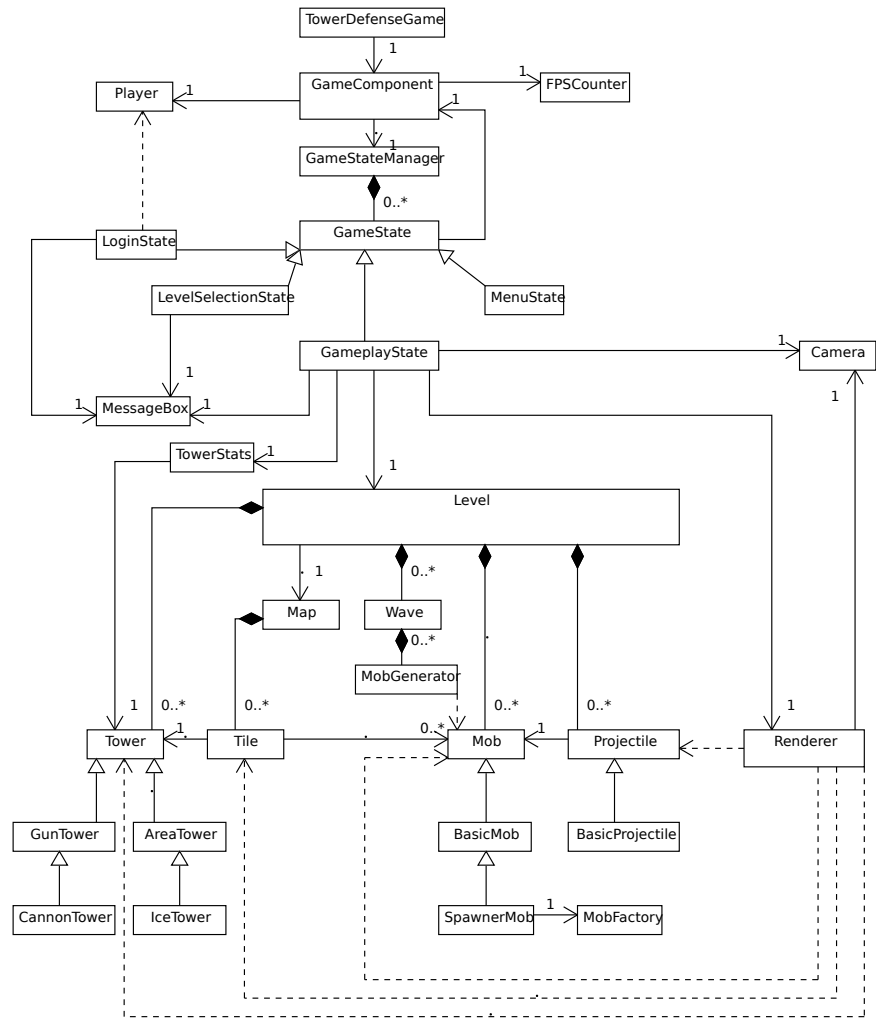 TowerDefenseGame
1
GameComponent
1
FPSCounter
Player
1
1
1
GameStateManager
0..*
GameState
LoginState
LevelSelectionState
MenuState
GameplayState
1
Camera
1
1
MessageBox
1
1
TowerStats
1
1
Level
1
0..*
Map
Wave
0..*
MobGenerator
1
0..*
0..*
0..*
0..*
1
Tower
1
Tile
0..*
Mob
1
Projectile
Renderer
GunTower
AreaTower
BasicMob
BasicProjectile
CannonTower
IceTower
SpawnerMob
1
MobFactory